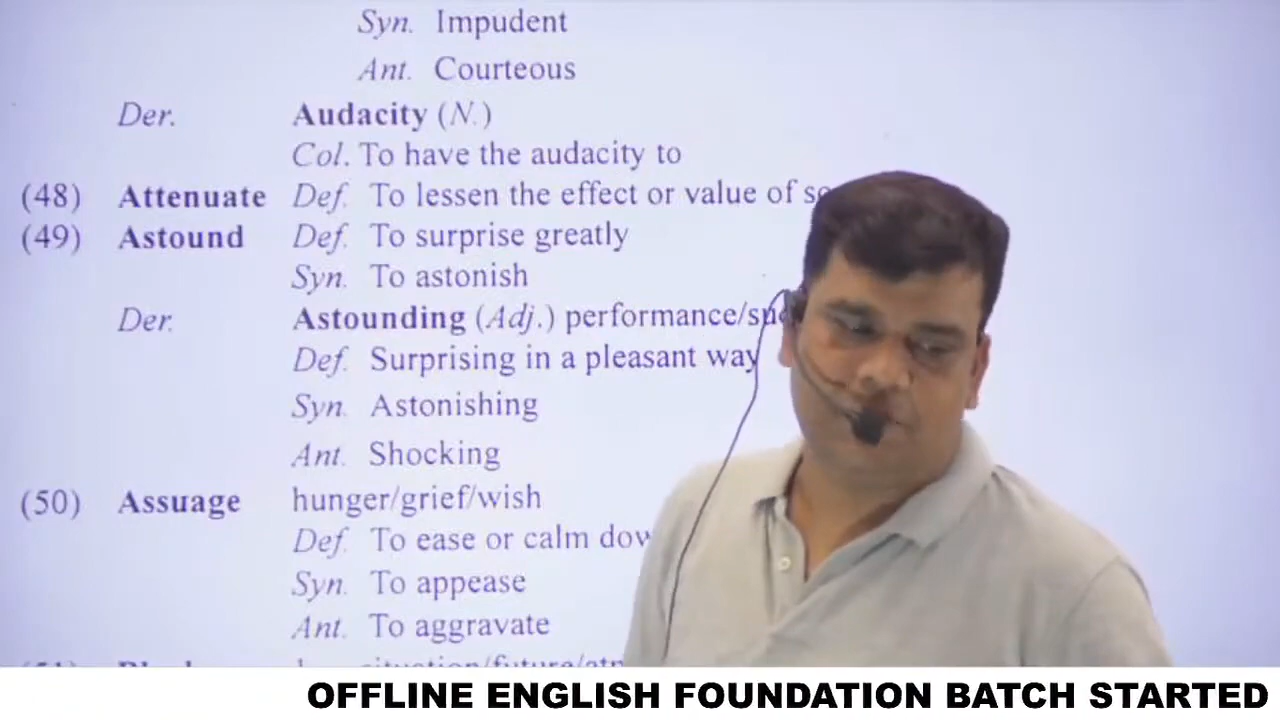 Syn. Impudent
Ant. Courteous
Der. Audacity (N.)
Col. To have the audacity to
(48) Attenuate Def. To lessen the effect or value of
(49) Astound Def. To surprise greatly
Syn. To astonish
Der. Astounding (Adj.) performance/
Def. Surprising in a pleasant way
Syn. Astonishing
Ant. Shocking
(50) Assuage hunger/grief/wish
Def. To ease or calm
Syn. To appease
Ant. To aggravate
OFFLINE ENGLISH FOUNDATION BATCH STARTED